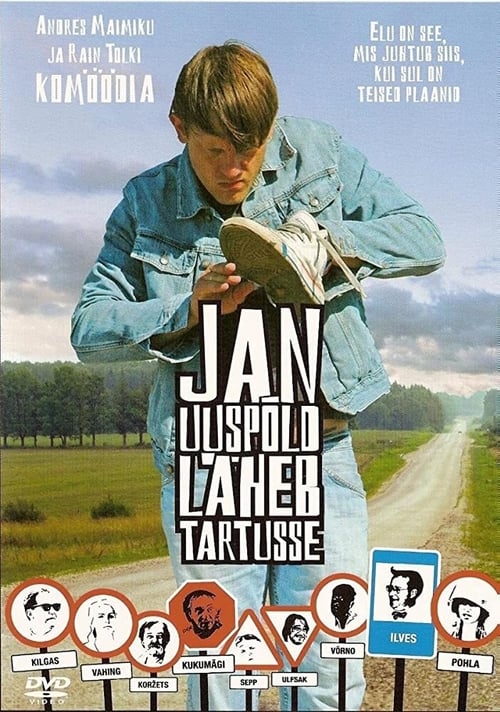 ANDRES MAIMIKU
JA RAIN TOLKI
KOMÖÖDIA
ELU ON SEE,
MIS JUHTUB SIIS,
KUI SUL ON
TEISED PLAANID
JAN
UUSPÕLD
LÄHEB
TARTUSSE
KILGAS
VAHING
KORŽETS
KUKUMÄGI
SEPP
ULFSAK
VÕRNO
ILVES
POHLA
DVD
VIDEO